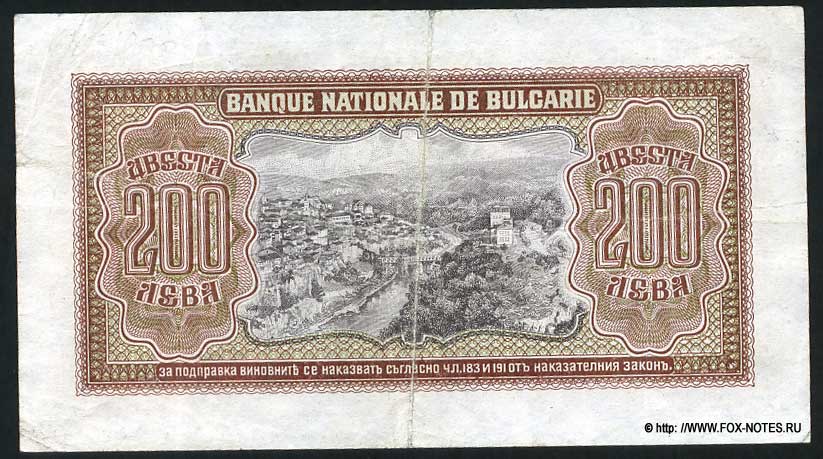 BANQUE NATIONALE DE BULGARIE
ДВЕСТА
200
ЛЕВА
ДВЕСТА
200
ЛЕВА
ЗА ПОДПРАВКА ВИНОВНИТѢ СЕ НАКАЗВАТЪ СЪГЛАСНО ЧЛ. 183 И 191 ОТЪ НАКАЗАТЕЛНИЯ ЗАКОНЪ.
© http: //WWW.FOX-NOTES.RU